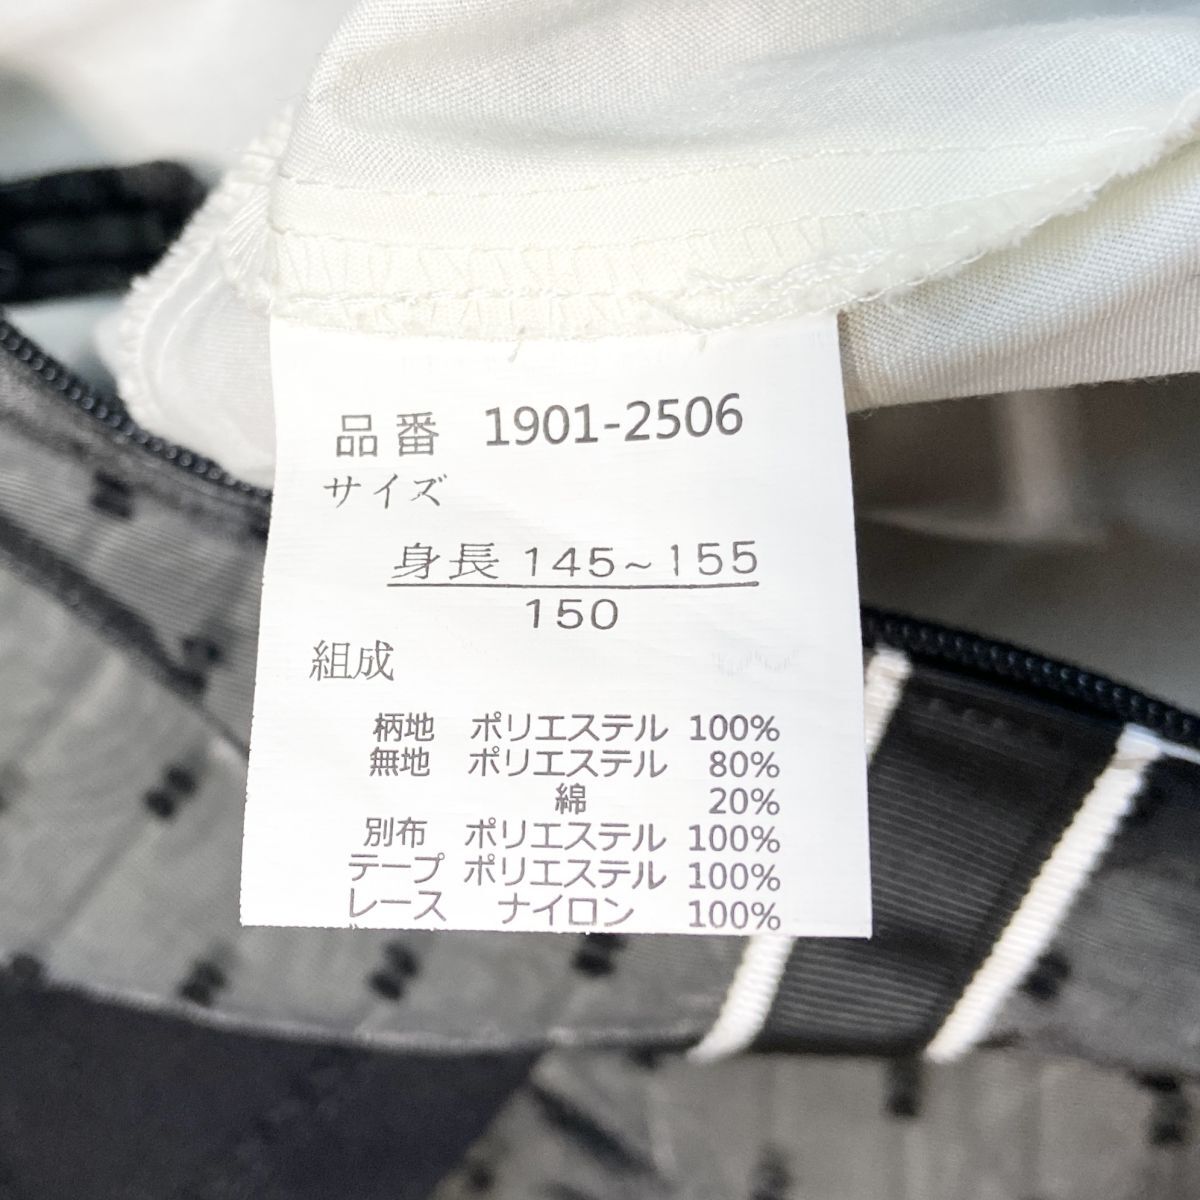 品番 1901-2506
サイズ
身長 145~155
150
組成
柄地 ポリエステル 100%
無地 ポリエステル 80%
綿 20%
別布 ポリエステル 100%
テープ ポリエステル 100%
レース ナイロン 100%